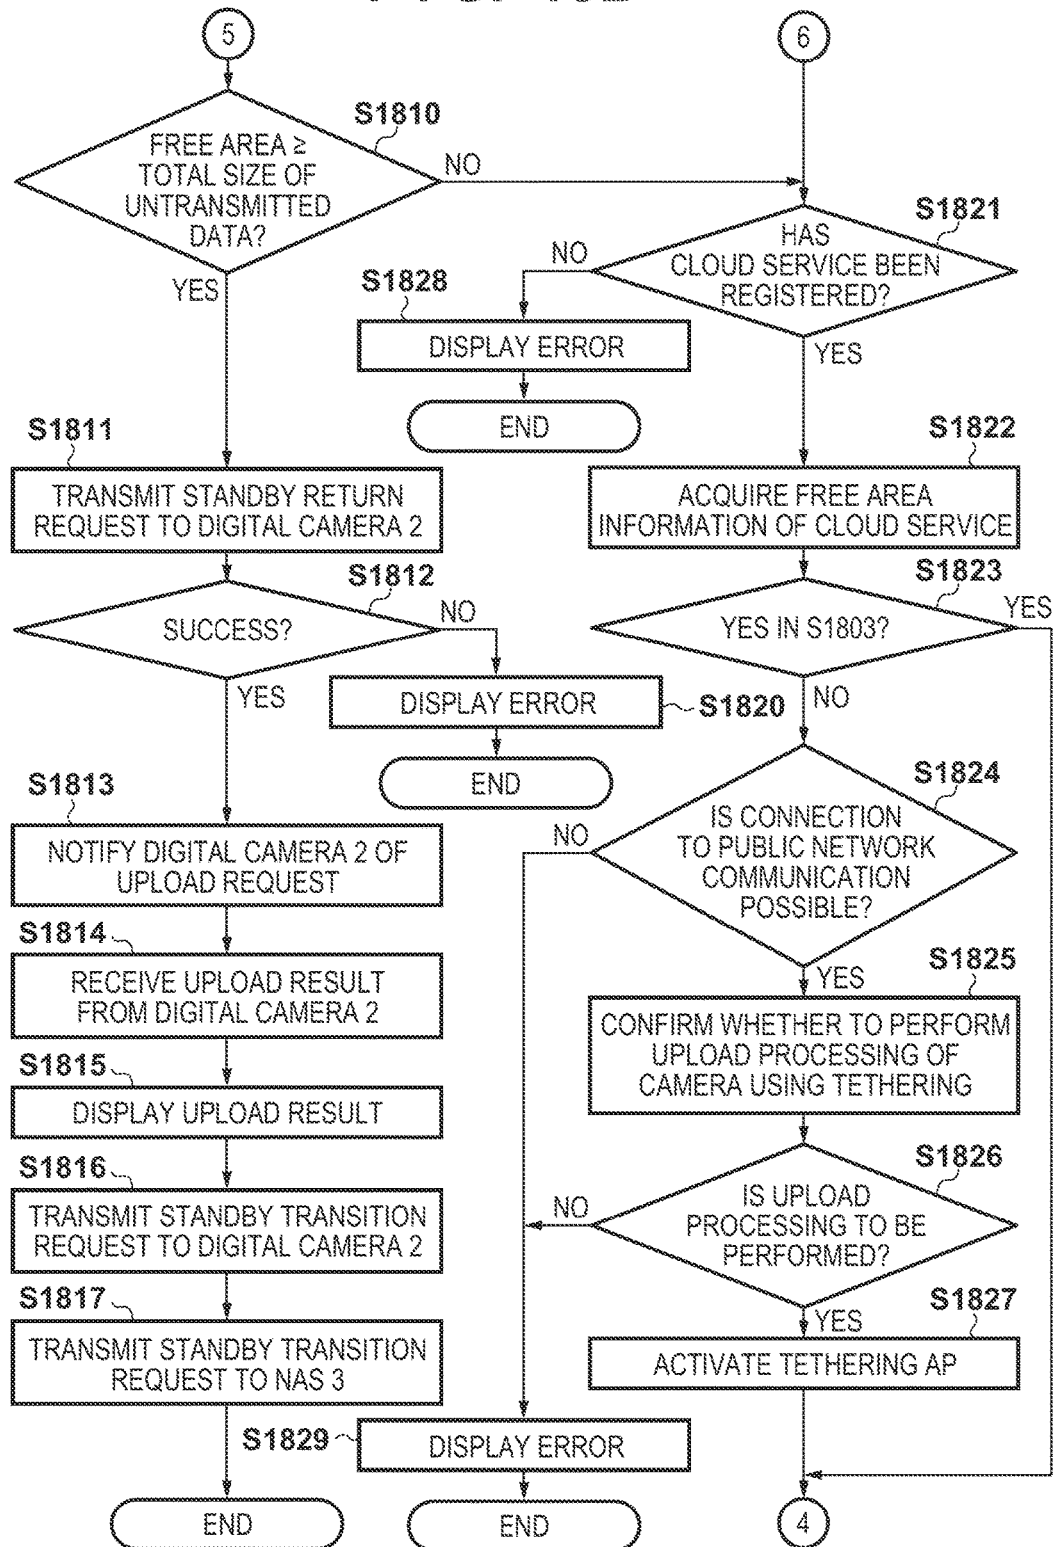 5
6
S1810
FREE AREA ≥
TOTAL SIZE OF
UNTRANSMITTED
DATA?
NO
YES
S1821
HAS
CLOUD SERVICE BEEN
REGISTERED?
NO
YES
S1828
DISPLAY ERROR
END
S1811
TRANSMIT STANDBY RETURN
REQUEST TO DIGITAL CAMERA 2
S1822
ACQUIRE FREE AREA
INFORMATION OF CLOUD SERVICE
S1812
SUCCESS?
NO
YES
S1823
YES IN S1803?
YES
NO
DISPLAY ERROR
S1820
END
S1813
NOTIFY DIGITAL CAMERA 2 OF
UPLOAD REQUEST
S1824
IS CONNECTION
TO PUBLIC NETWORK
COMMUNICATION
POSSIBLE?
NO
YES
S1814
RECEIVE UPLOAD RESULT
FROM DIGITAL CAMERA 2
S1825
CONFIRM WHETHER TO PERFORM
UPLOAD PROCESSING OF
CAMERA USING TETHERING
S1815
DISPLAY UPLOAD RESULT
S1816
TRANSMIT STANDBY TRANSITION
REQUEST TO DIGITAL CAMERA 2
S1826
IS UPLOAD
PROCESSING TO BE
PERFORMED?
NO
YES
S1817
TRANSMIT STANDBY TRANSITION
REQUEST TO NAS 3
S1827
ACTIVATE TETHERING AP
S1829
DISPLAY ERROR
END
END
4